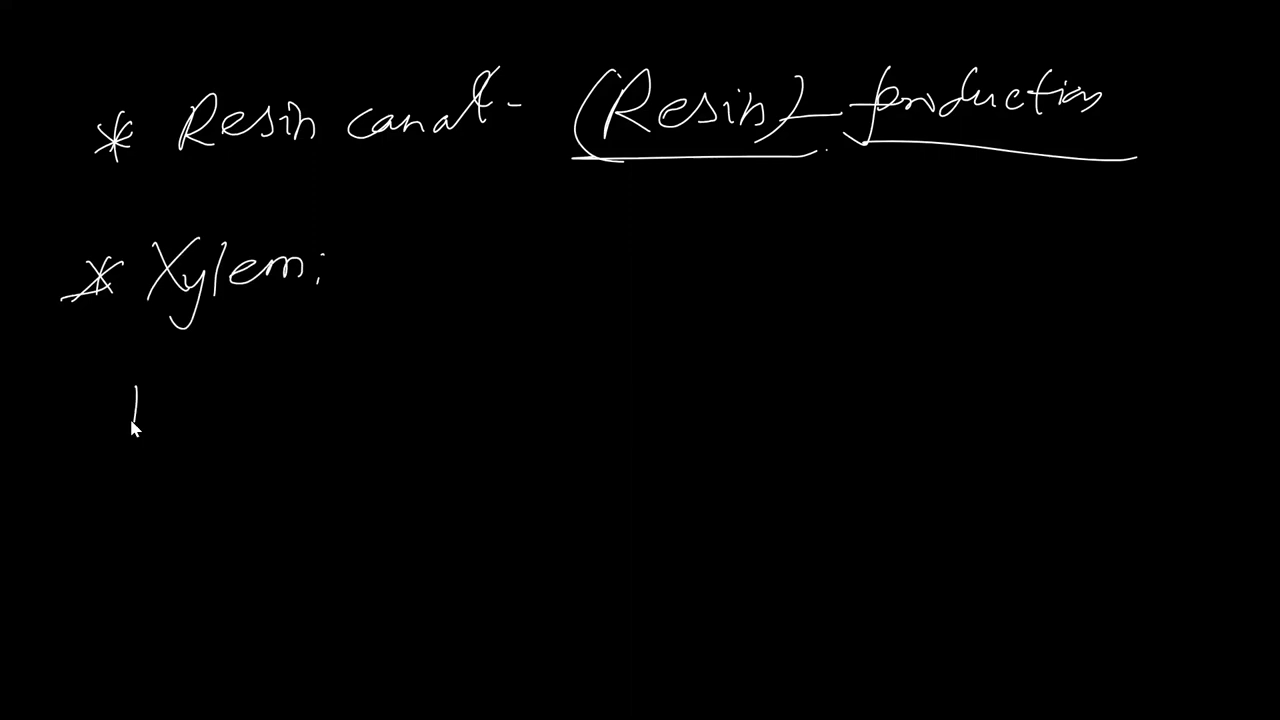 * Resin canal - (Resin) - production
* Xylem: